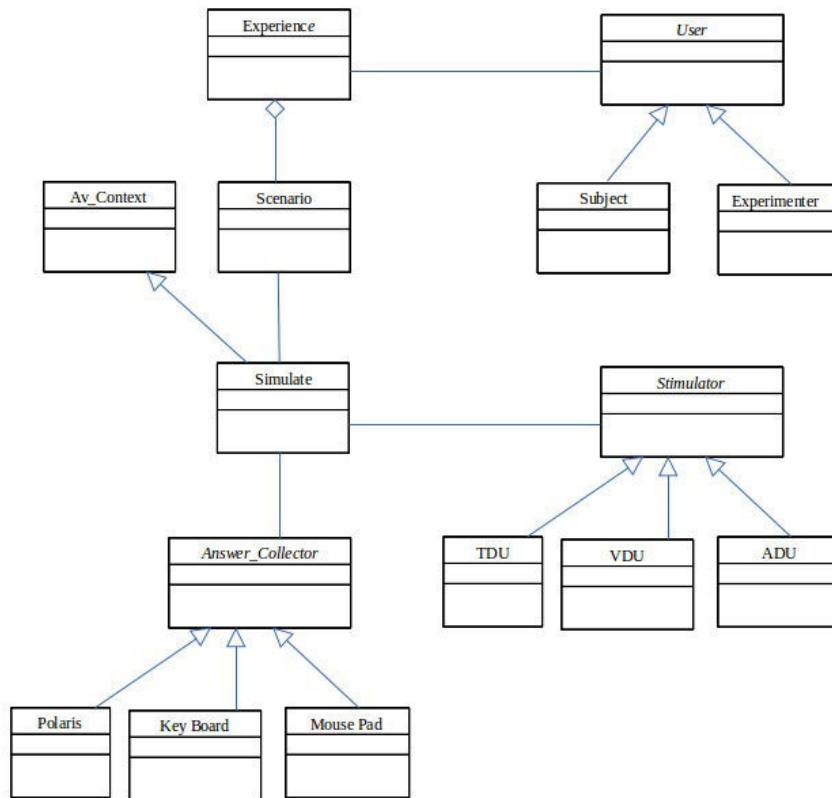 Experience
User
Av_Context
Scenario
Subject
Experimenter
Simulate
Stimulator
Answer_Collector
TDU
VDU
ADU
Polaris
Key Board
Mouse Pad